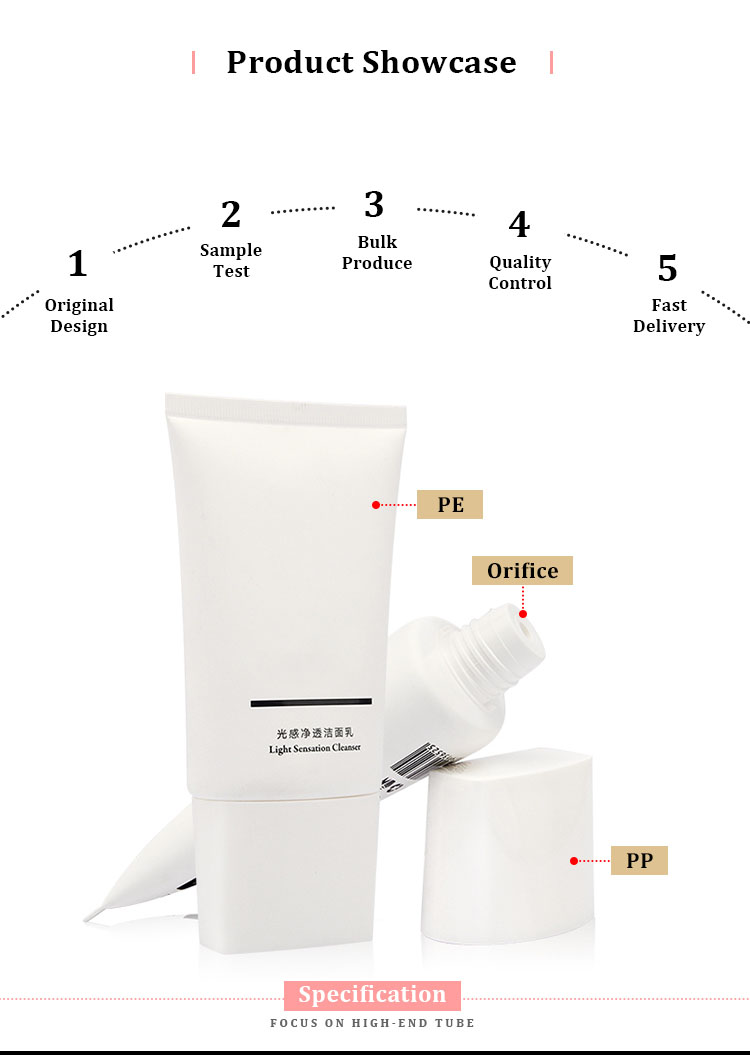 Product Showcase
1
Original
Design
2
Sample
Test
3
Bulk
Produce
4
Quality
Control
5
Fast
Delivery
PE
Orifice
光感净透洁面乳
Light Sensation Cleanser
PP
Specification
FOCUS ON HIGH-END TUBE